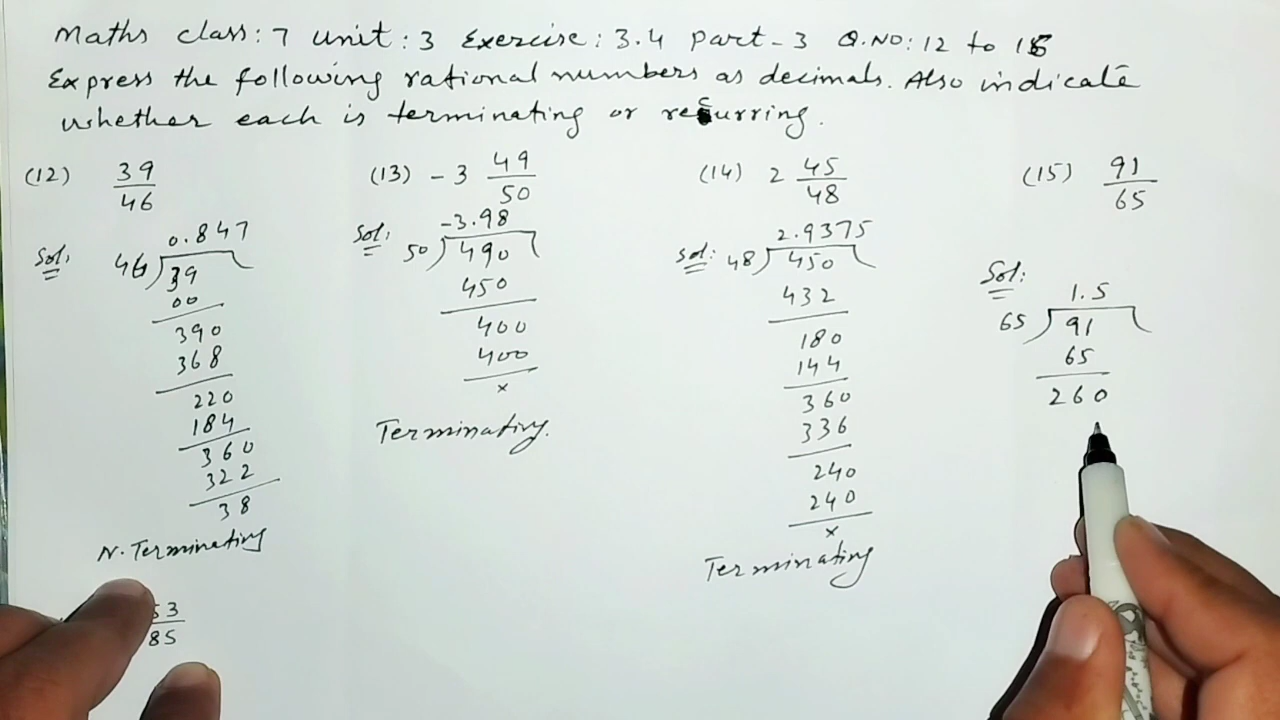 Maths class: 7 Unit: 3 Exercise: 3.4 Part-3 Q.NO: 12 to 16
Express the following rational numbers as decimals. Also indicate
whether each is terminating or recurring.
(12) 39/46
Sol:
0.847
46)39
00
390
368
220
184
360
322
38
N. Terminating
(13) -3 49/50
Sol:
-3.98
50)490
450
400
400
x
Terminating.
(14) 2 45/48
Sol:
2.9375
48)450
432
180
144
360
336
240
240
x
Terminating
(15) 91/65
Sol:
1.5
65)91
65
260
53/85